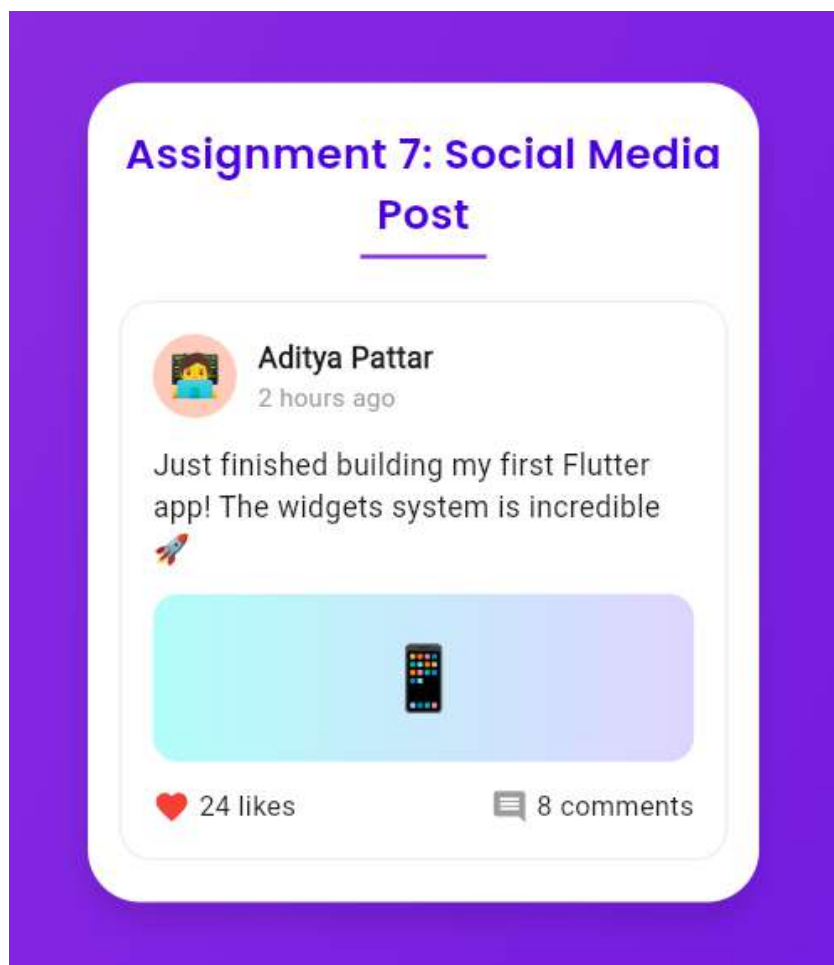 Assignment 7: Social Media
Post
Aditya Pattar
2 hours ago
Just finished building my first Flutter
app! The widgets system is incredible
🚀
24 likes
8 comments